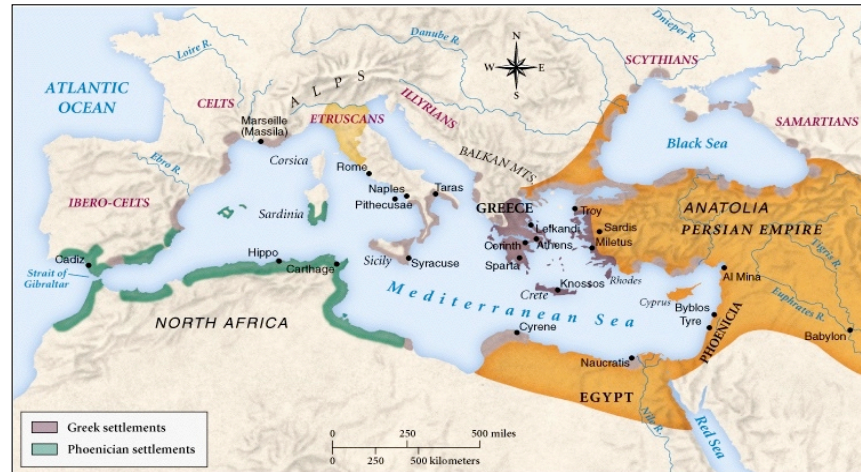 Dnieper R.
Loire R.
Danube R.
N
W E
S
SCYTHIANS
ATLANTIC
OCEAN
CELTS
ALPS
ILLYRIANS
ETRUSCANS
SAMARTIANS
Marseille
(Massila)
Black Sea
Ebro R.
Corsica
BALKAN MTS.
Rome
IBERO-CELTS
Naples
Pithecusae
Taras
Sardinia
GREECE
Troy
ANATOLIA
PERSIAN EMPIRE
Lefkandi
Sardis
Cerinth
Athens
Miletus
Tigris R.
Cadiz
Hippo
Carthage
Sicily
Syracuse
Sparta
Strait of
Gibraltar
Rhodes
Al Mina
Knossos
Crete
Cyprus
Mediterranean Sea
Euphrates R.
Byblos
Tyre
PHOENICIA
NORTH AFRICA
Cyrene
Babylon
Naucratis
EGYPT
Nile R.
Red Sea
Greek settlements
Phoenician settlements
0 250 500 miles
0 250 500 kilometers